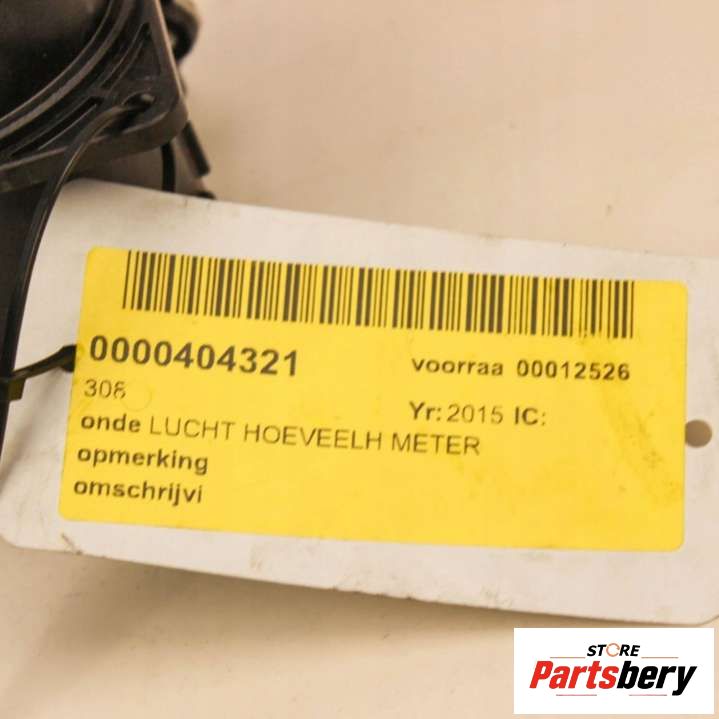 0000404321
voorraa 00012526
308
Yr: 2015 IC:
onde LUCHT HOEVEELH METER
opmerking
omschrijvi
STORE
Partsbery